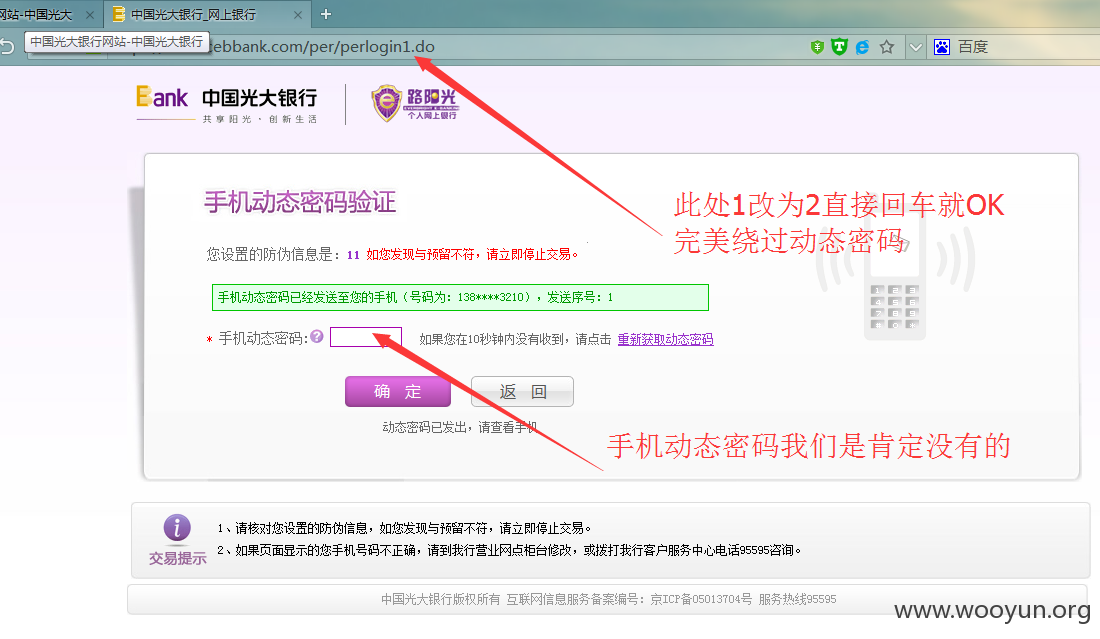 网站-中国光大
中国光大银行_网上银行
中国光大银行网站-中国光大银行
ebbank.com/per/perlogin1.do
百度
Bank 中国光大银行
共享阳光·创新生活
路阳光
EVERBRIGHT E-BANKING
个人网上银行
手机动态密码验证
此处1改为2直接回车就OK
完美绕过动态密码
您设置的防伪信息是：11 如您发现与预留不符，请立即停止交易。
手机动态密码已经发送至您的手机（号码为：138****3210），发送序号：1
* 手机动态密码:
如果您在10秒钟内没有收到，请点击 重新获取动态密码
确 定
返 回
动态密码已发出，请查看手机
手机动态密码我们是肯定没有的
1、请核对您设置的防伪信息，如您发现与预留不符，请立即停止交易。
交易提示
2、如果页面显示的您手机号码不正确，请到我行营业网点柜台修改，或拨打我行客户服务中心电话95595咨询。
中国光大银行版权所有 互联网信息服务备案编号：京ICP备05013704号 服务热线95595
www.wooyun.org